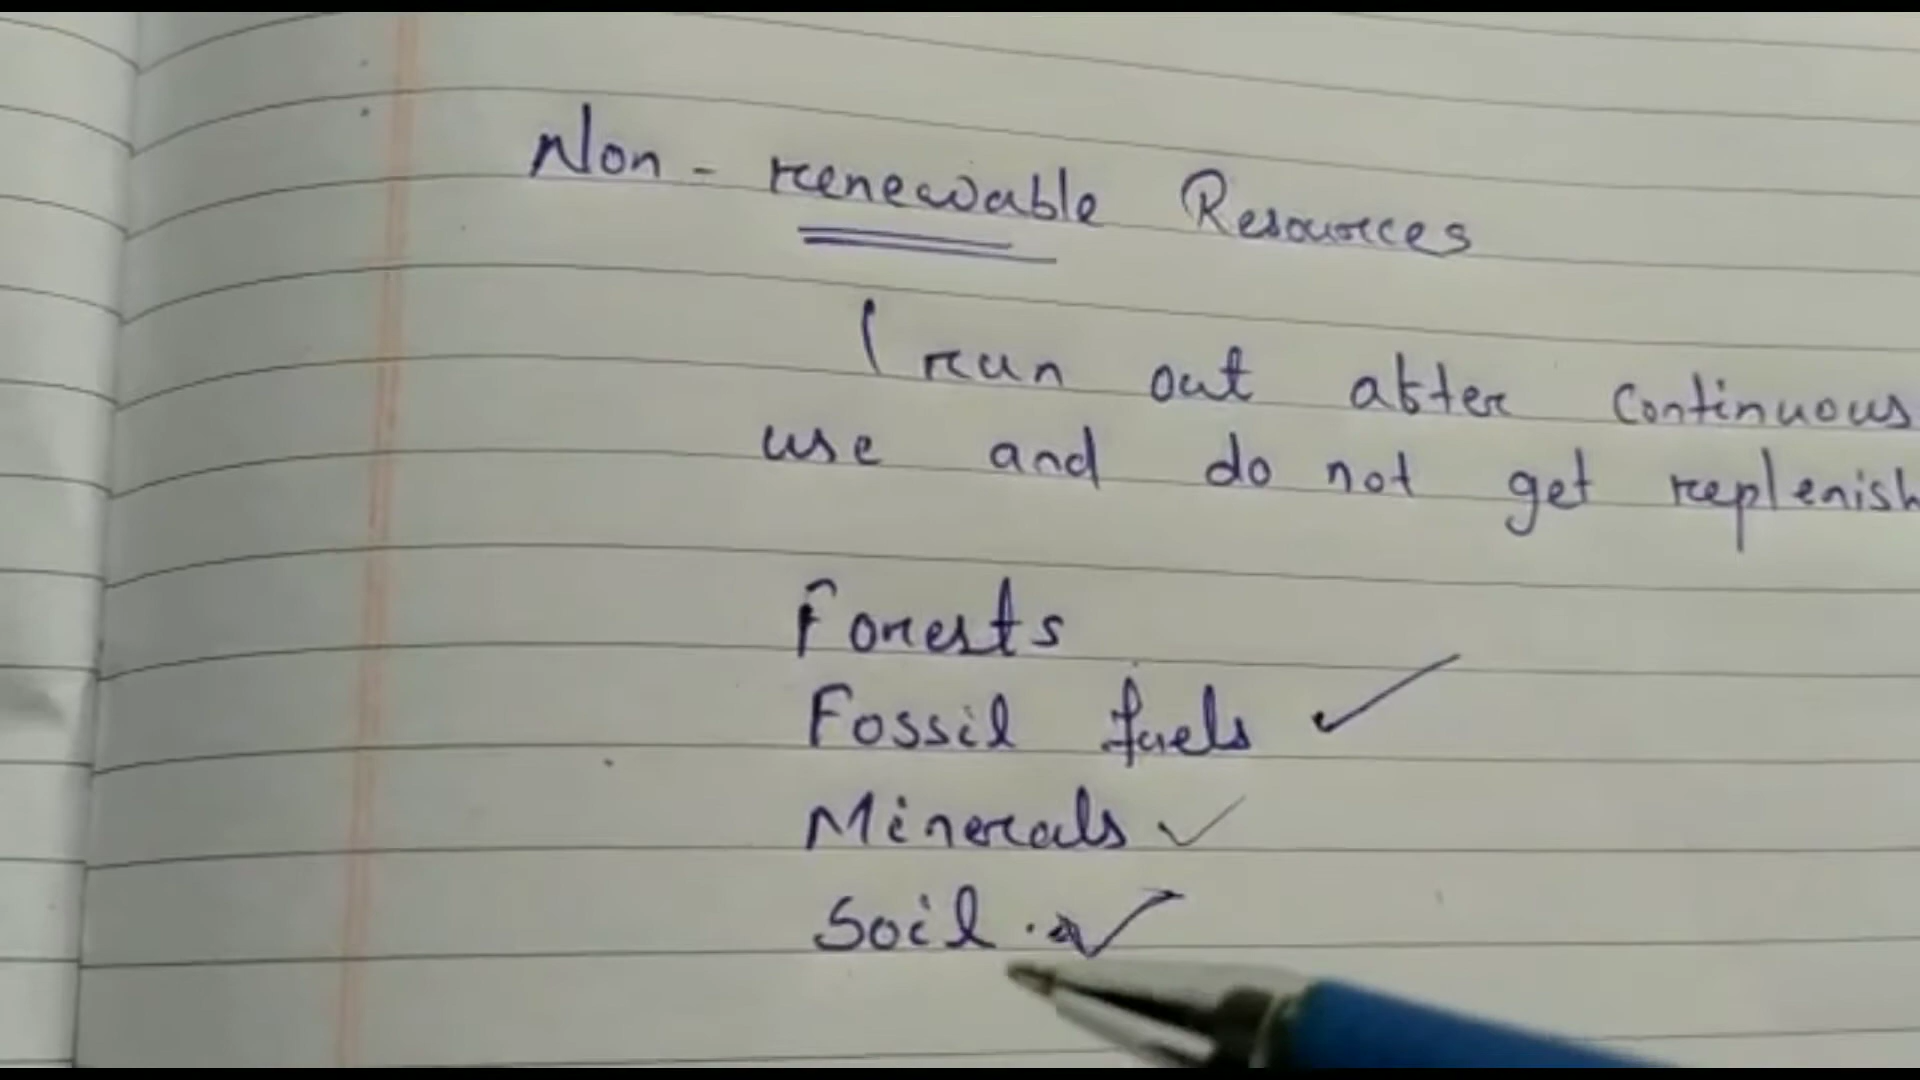 Non - renewable Resources
run out after continuous
use and do not get replenish
Forests
Fossil fuels ✓
Minerals ✓
Soil . ✓